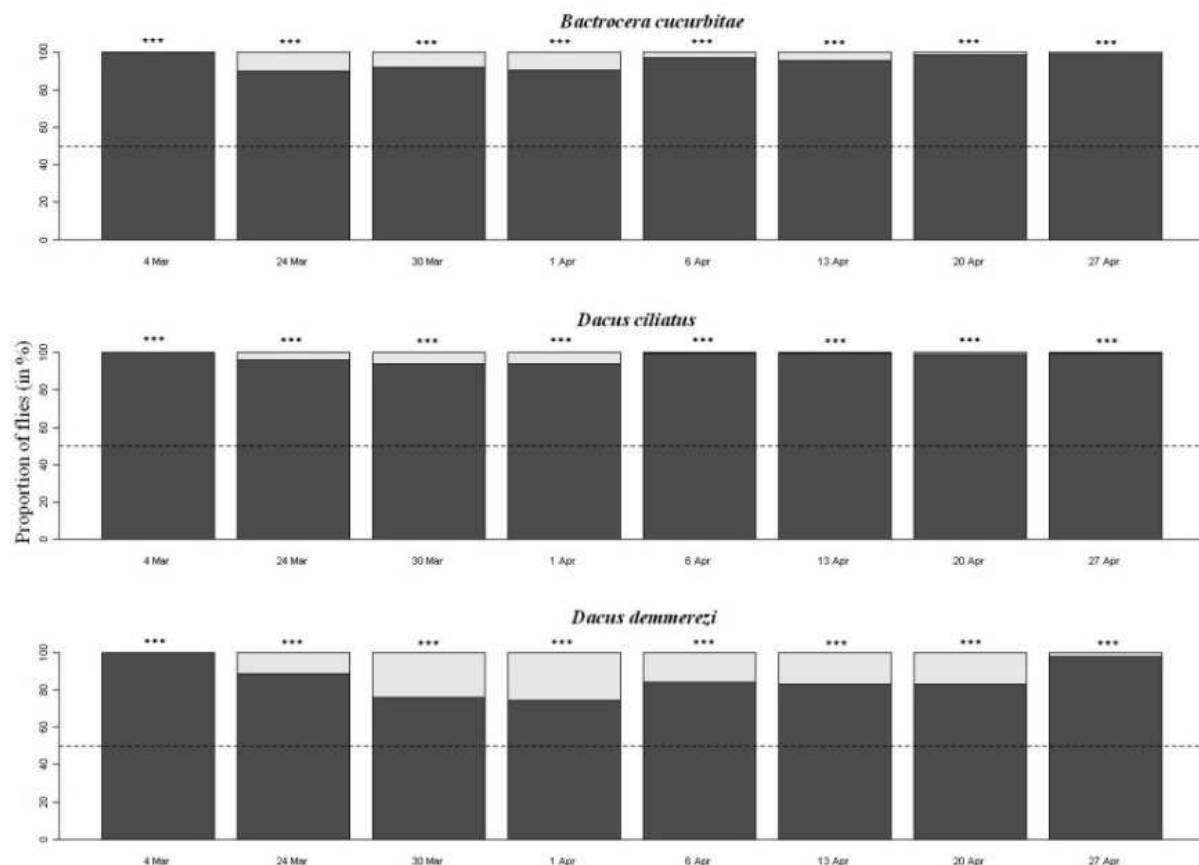 Bactrocera cucurbitae
*** *** *** *** *** *** *** ***
100
80
60
40
20
0
4 Mar 24 Mar 30 Mar 1 Apr 6 Apr 13 Apr 20 Apr 27 Apr
Proportion of flies (in %)
Dacus ciliatus
*** *** *** *** *** *** *** ***
100
80
60
40
20
0
4 Mar 24 Mar 30 Mar 1 Apr 6 Apr 13 Apr 20 Apr 27 Apr
Dacus demmerezi
*** *** *** *** *** *** *** ***
100
80
60
40
20
0
4 Mar 24 Mar 30 Mar 1 Apr 6 Apr 13 Apr 20 Apr 27 Apr